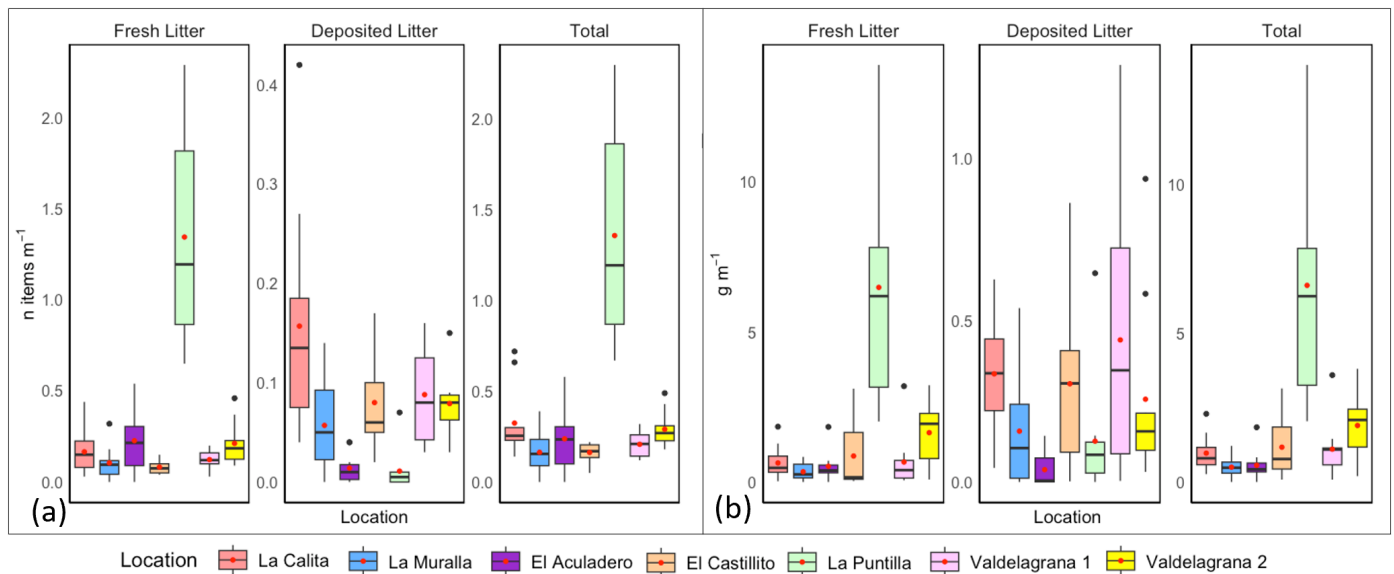 Fresh Litter Deposited Litter Total
2.0
1.5
1.0
0.5
0.0
n items m⁻¹
0.4
0.3
0.2
0.1
0.0
2.0
1.5
1.0
0.5
0.0
(a)
Location
Fresh Litter Deposited Litter Total
10
5
0
g m⁻¹
1.0
0.5
0.0
10
5
0
(b)
Location
Location La Calita La Muralla El Aculadero El Castillito La Puntilla Valdelagrana 1 Valdelagrana 2